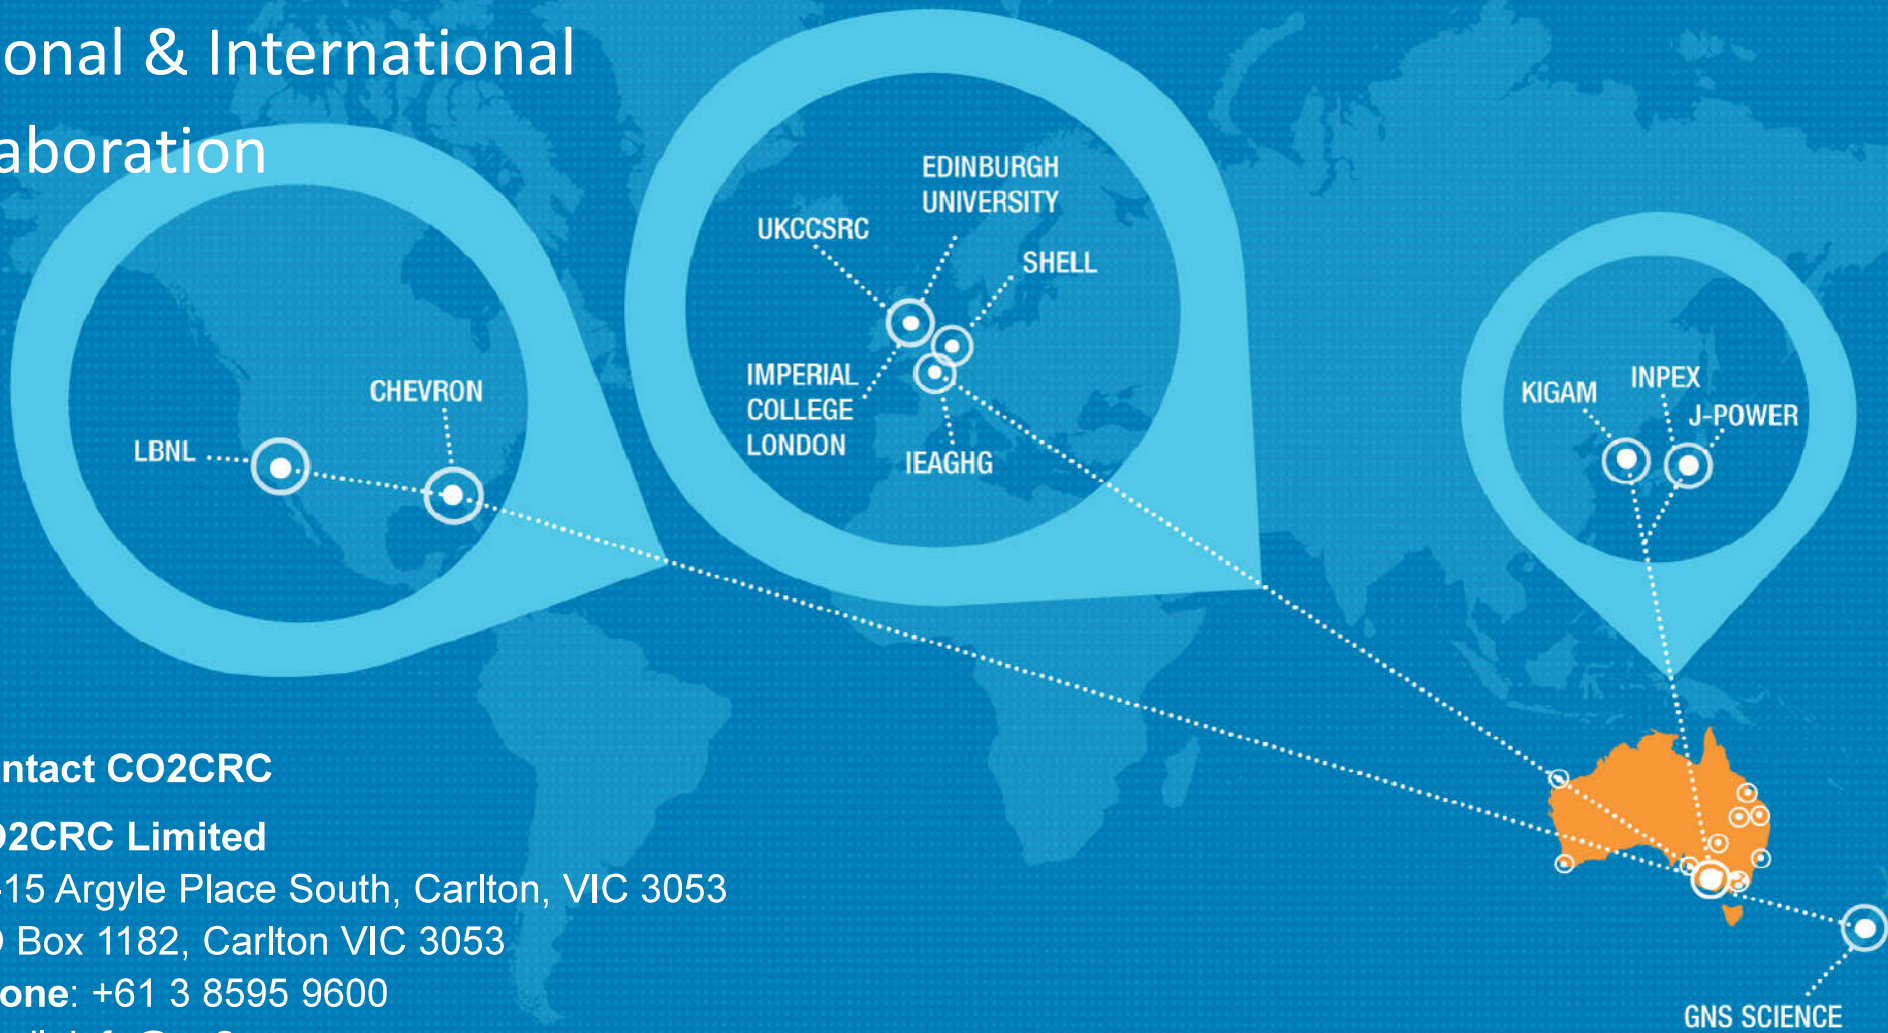 onal & International
aboration
EDINBURGH
UNIVERSITY
UKCCSRC
SHELL
IMPERIAL
COLLEGE
LONDON
IEAGHG
CHEVRON
LBNL
KIGAM
INPEX
J-POWER
GNS SCIENCE
ntact CO2CRC
2CRC Limited
15 Argyle Place South, Carlton, VIC 3053
Box 1182, Carlton VIC 3053
one: +61 3 8595 9600